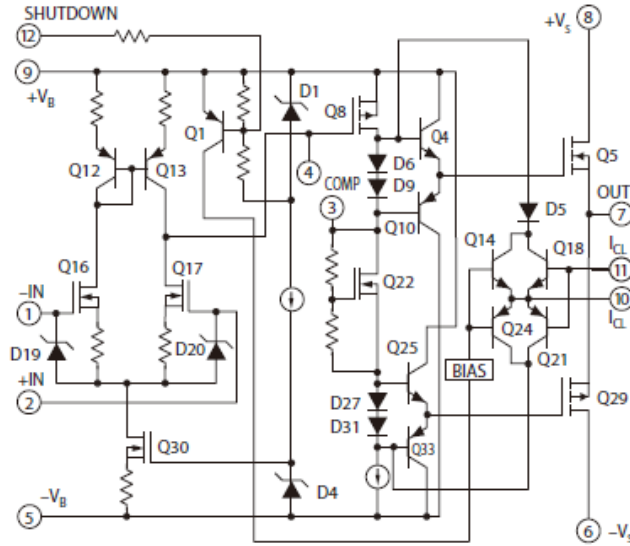 SHUTDOWN
12
9
+VB
D1
Q1
Q8
Q4
+Vs
8
Q5
4
D6
COMP
D9
3
Q10
Q12
Q13
OUT
7
D5
Q14
Q18
ICL
11
10
ICL
Q16
Q17
Q22
−IN
1
D19
D20
Q24
Q21
Q25
BIAS
+IN
2
D27
D31
Q29
Q30
Q33
−VB
5
D4
6
−Vs